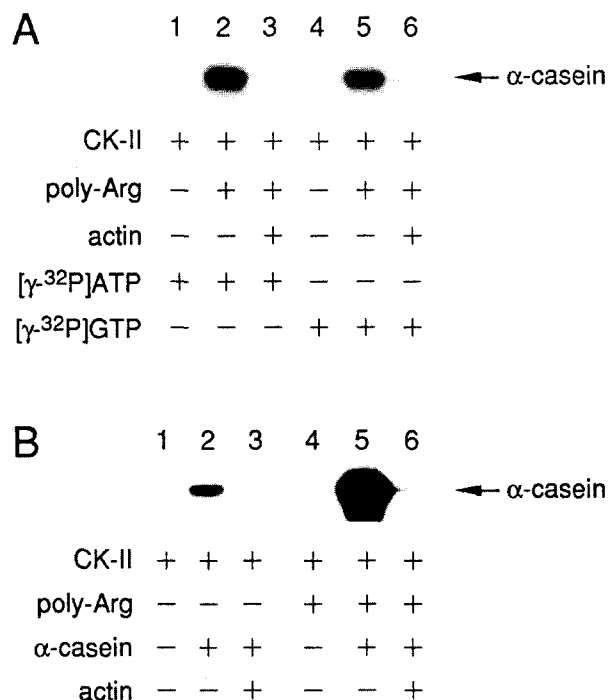 A
1 2 3 4 5 6
← α-casein
CK-II + + + + + +
poly-Arg − + + − + +
actin − − + − − +
[γ-³²P]ATP + + + − − −
[γ-³²P]GTP − − − + + +
B
1 2 3 4 5 6
← α-casein
CK-II + + + + + +
poly-Arg − − − + + +
α-casein − + + − + +
actin − − + − − +